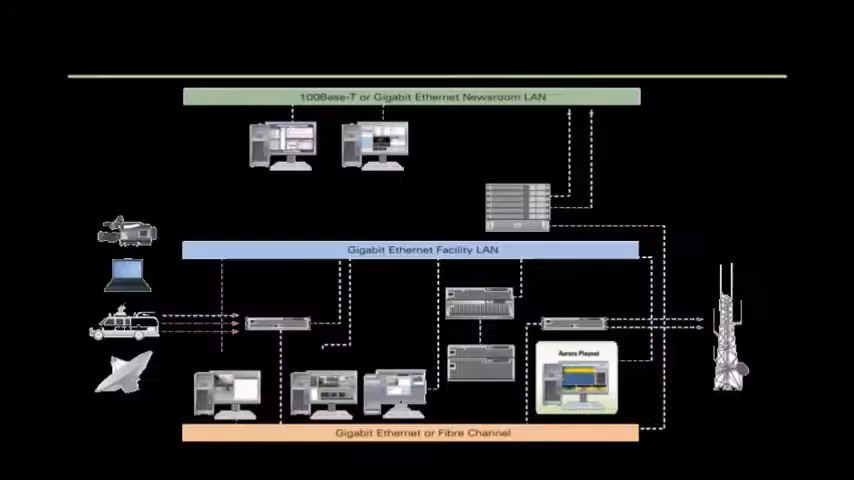 100Base-T or Gigabit Ethernet Newsroom LAN
Gigabit Ethernet Facility LAN
Aurora Playout
Gigabit Ethernet or Fibre Channel